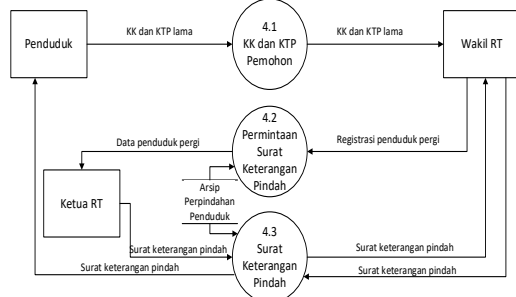 Penduduk
KK dan KTP lama
4.1
KK dan KTP
Pemohon
KK dan KTP lama
Wakil RT
4.2
Permintaan
Surat
Keterangan
Pindah
Data penduduk pergi
Registrasi penduduk pergi
Ketua RT
Arsip
Perpindahan
Penduduk
4.3
Surat
Keterangan
Pindah
Surat keterangan pindah
Surat keterangan pindah
Surat keterangan pindah
Surat keterangan pindah